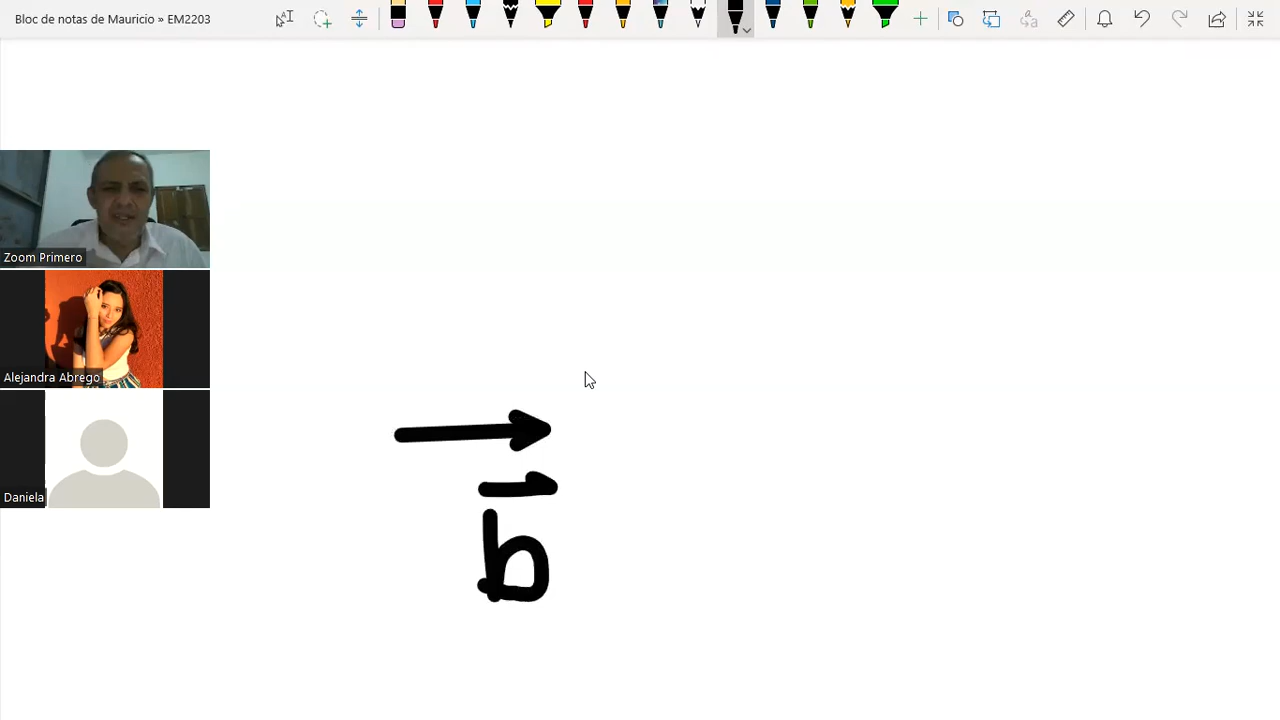 Bloc de notas de Mauricio » EM2203
Zoom Primero
Alejandra Abrego
Daniela
b